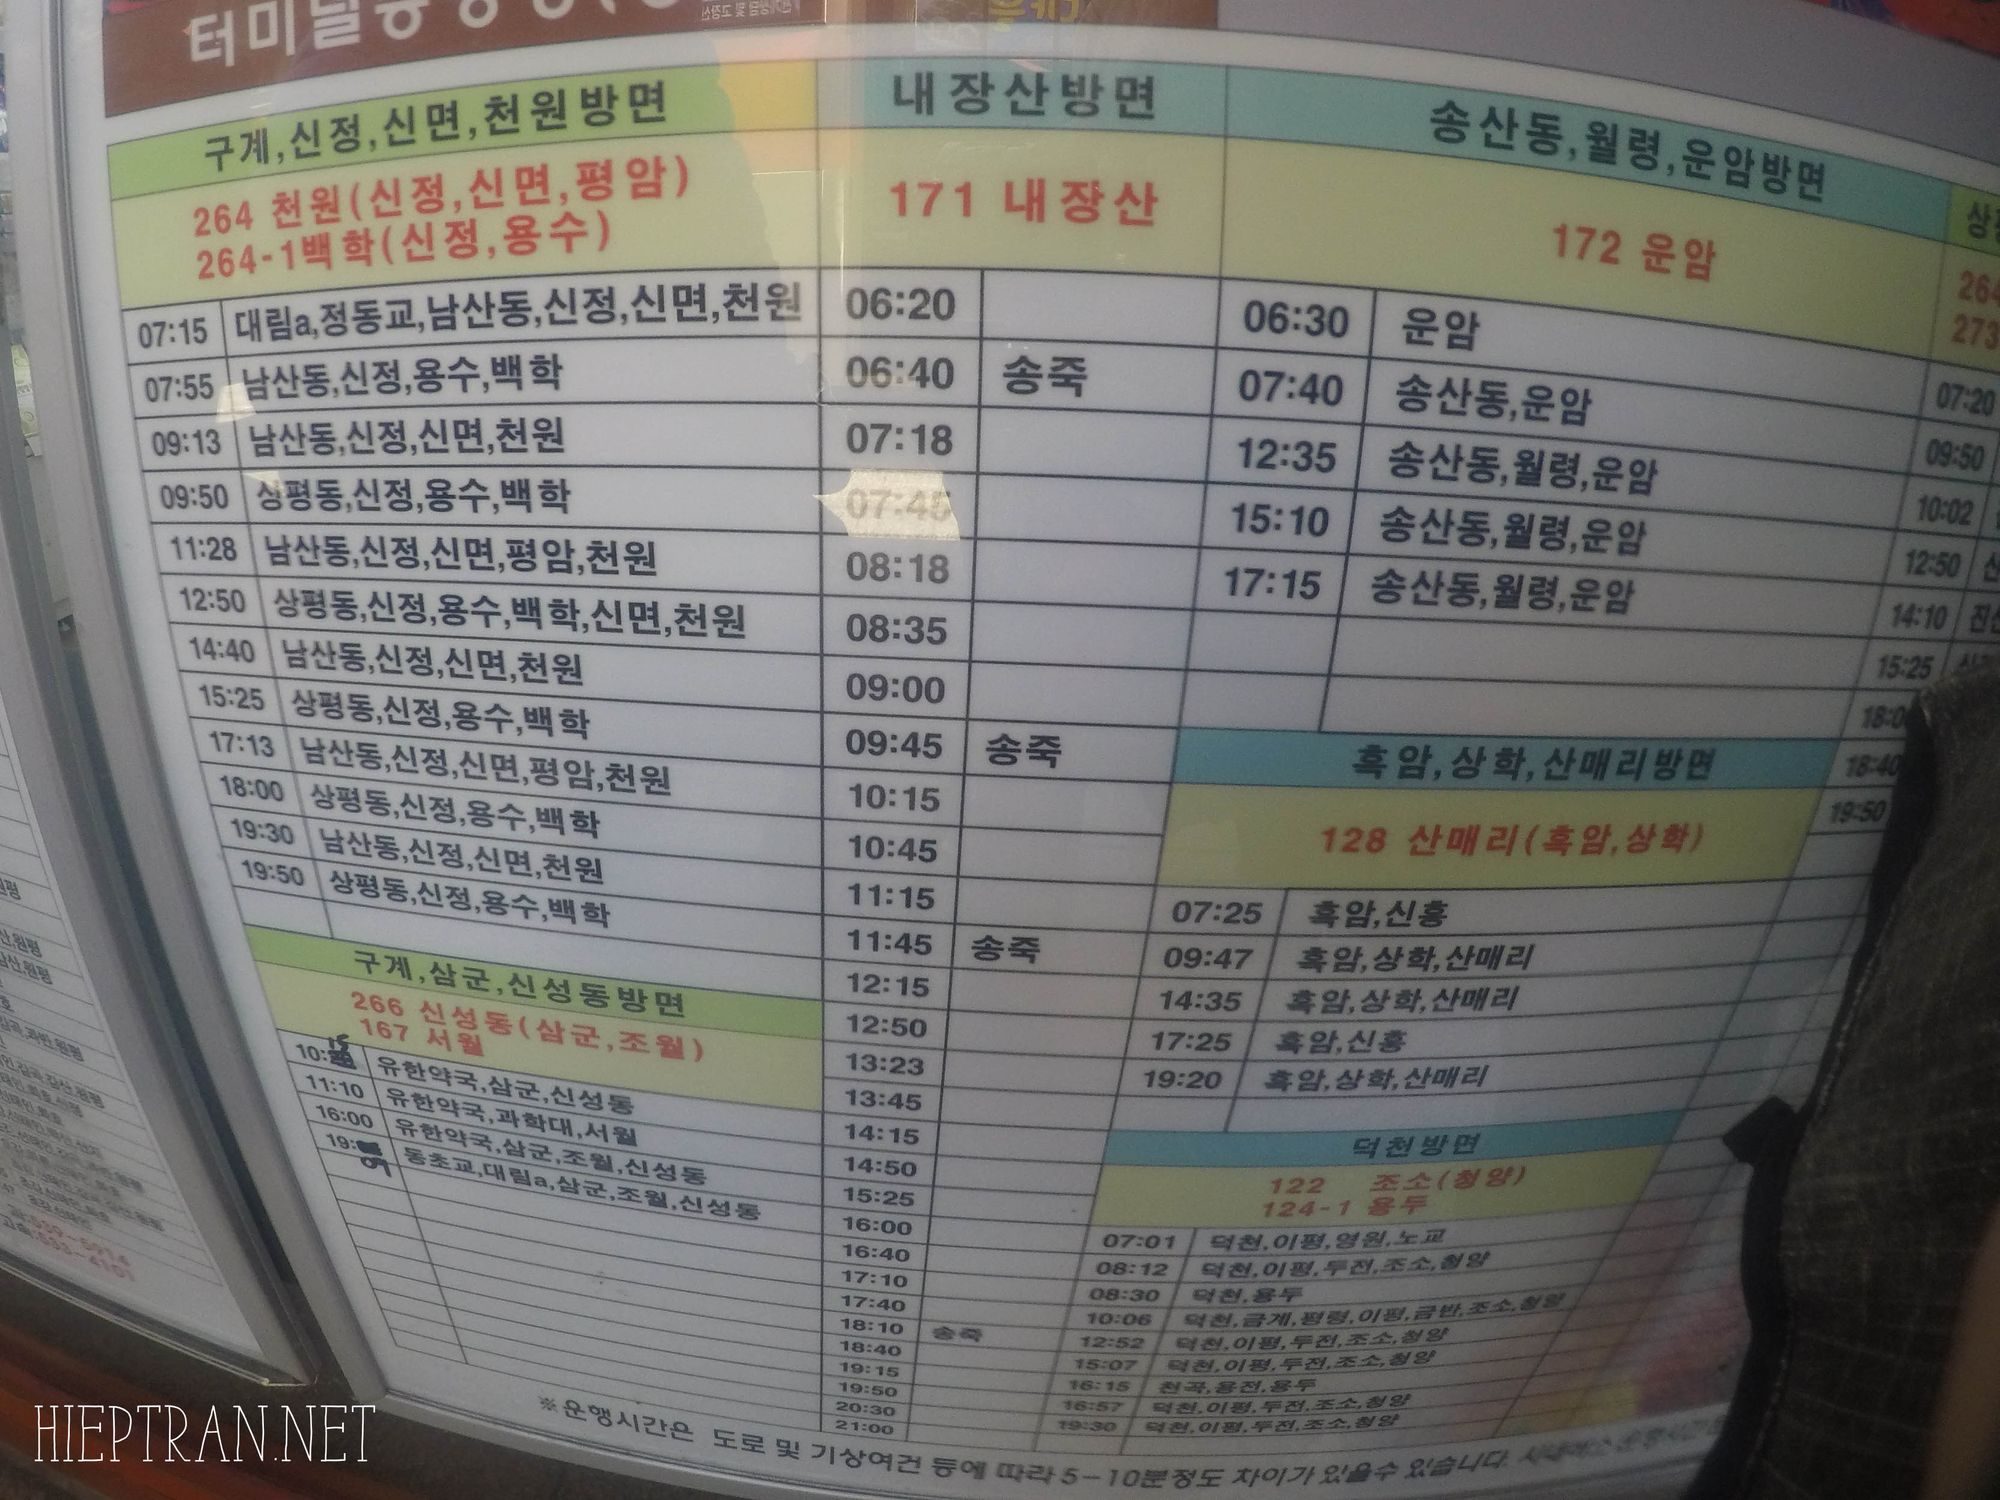 구계,신정,신면,천원방면
264 천원(신정,신면,평암)
264-1백학(신정,용수)
07:15 대림a,정동교,남산동,신정,신면,천원
07:55 남산동,신정,용수,백학
09:13 남산동,신정,신면,천원
09:50 상평동,신정,용수,백학
11:28 남산동,신정,신면,평암,천원
12:50 상평동,신정,용수,백학,신면,천원
14:40 남산동,신정,신면,천원
15:25 상평동,신정,용수,백학
17:13 남산동,신정,신면,평암,천원
18:00 상평동,신정,용수,백학
19:30 남산동,신정,신면,천원
19:50 상평동,신정,용수,백학
구계,삼군,신성동방면
266 신성동(삼군,조월)
167 서월
10:15 유한약국,삼군,신성동
11:10 유한약국,과학대,서월
16:00 유한약국,삼군,조월,신성동
19: 동초교,대림a,삼군,조월,신성동
내장산방면
171 내장산
06:20
06:40 송죽
07:18
07:45
08:18
08:35
09:00
09:45 송죽
10:15
10:45
11:15
11:45 송죽
12:15
12:50
13:23
13:45
14:15
14:50
15:25
16:00
16:40
17:10
17:40
18:10 송죽
18:40
19:15
19:50
20:30
21:00
송산동,월령,운암방면
172 운암
06:30 운암
07:40 송산동,운암
12:35 송산동,월령,운암
15:10 송산동,월령,운암
17:15 송산동,월령,운암
흑암,상학,산매리방면
128 산매리(흑암,상학)
07:25 흑암,신흥
09:47 흑암,상학,산매리
14:35 흑암,상학,산매리
17:25 흑암,신흥
19:20 흑암,상학,산매리
덕천방면
122 조소(청양)
124-1 용두
07:01 덕천,이평,영원,노교
08:12 덕천,이평,두전,조소,청양
08:30 덕천,용두
10:06 덕천,금계,평령,이평,금반,조소,청양
12:52 덕천,이평,두전,조소,청양
15:07 덕천,이평,두전,조소,청양
16:15 천곡,용전,용두
16:57 덕천,이평,두전,조소,청양
19:30 덕천,이평,두전,조소,청양
264
273
07:20
09:50
10:02
12:50
14:10
15:25
18:40
19:50
※운행시간은 도로 및 기상여건 등에 따라 5-10분정도 차이가 있을수 있습니다.
HIEPTRAN.NET